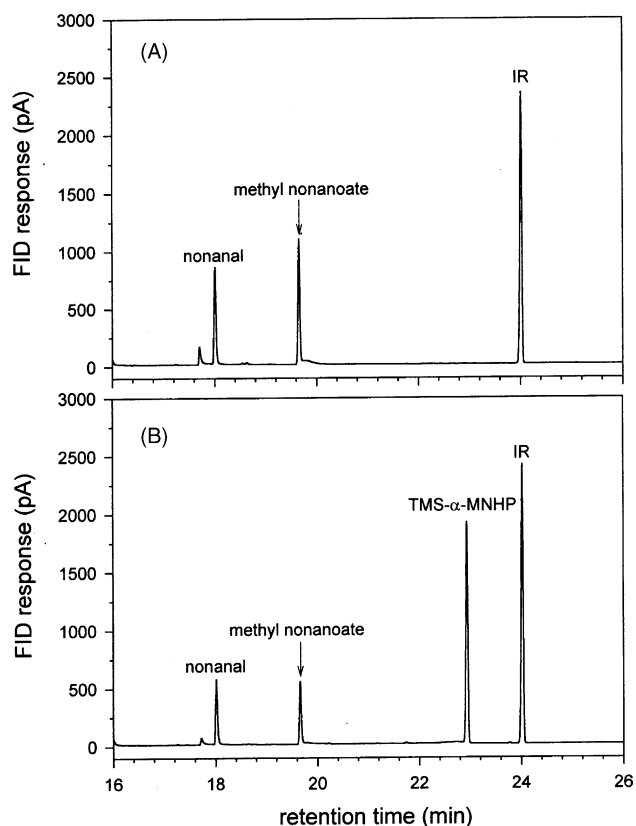 3000
(A)
2500
IR
2000
FID response (pA)
1500
methyl nonanoate
1000
nonanal
500
0
3000
(B)
2500
IR
TMS-α-MNHP
2000
FID response (pA)
1500
1000
methyl nonanoate
nonanal
500
0
16 18 20 22 24 26
retention time (min)